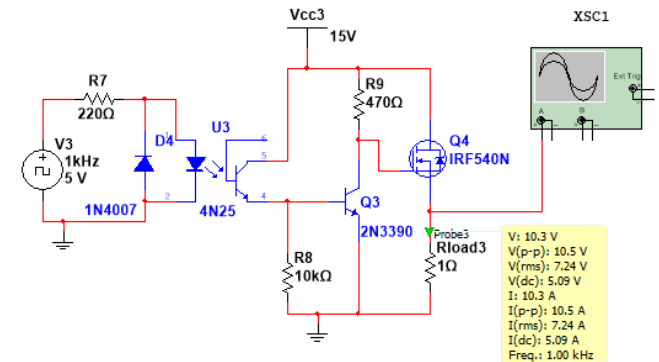 Vcc3
15V
XSC1
Ext Trig
+
-
A
B
+
-
+
-
R7
220Ω
V3
1kHz
5 V
D4
1N4007
U3
1
2
4N25
6
5
4
R9
470Ω
Q4
IRF540N
Q3
2N3390
R8
10kΩ
Probe3
Rload3
1Ω
V: 10.3 V
V(p-p): 10.5 V
V(rms): 7.24 V
V(dc): 5.09 V
I: 10.3 A
I(p-p): 10.5 A
I(rms): 7.24 A
I(dc): 5.09 A
Freq.: 1.00 kHz